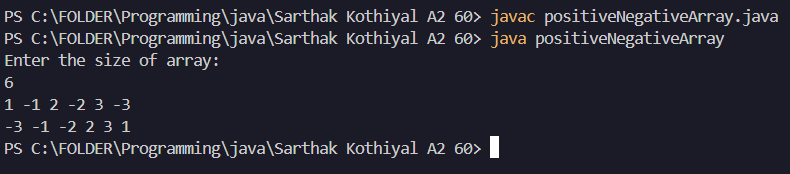 PS C:\FOLDER\Programming\java\Sarthak Kothiyal A2 60> javac positiveNegativeArray.java
PS C:\FOLDER\Programming\java\Sarthak Kothiyal A2 60> java positiveNegativeArray
Enter the size of array:
6
1 -1 2 -2 3 -3
-3 -1 -2 2 3 1
PS C:\FOLDER\Programming\java\Sarthak Kothiyal A2 60>